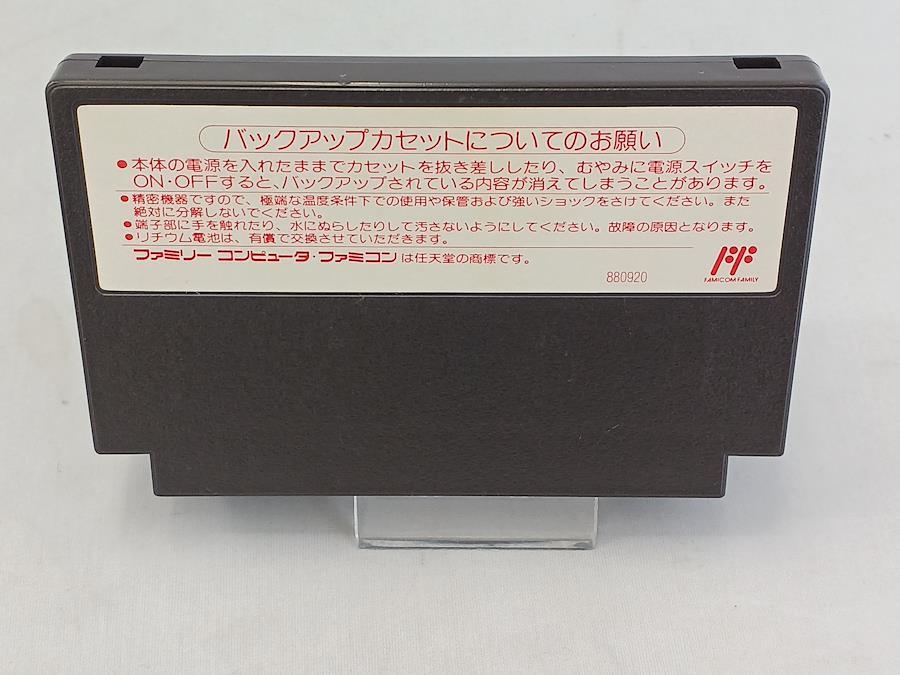 バックアップカセットについてのお願い
●本体の電源を入れたままでカセットを抜き差ししたり、むやみに電源スイッチを
ON・OFFすると、バックアップされている内容が消えてしまうことがあります。
●精密機器ですので、極端な温度条件下での使用や保管および強いショックをさけてください。また
絶対に分解しないでください。
●端子部に手を触れたり、水にぬらしたりして汚さないようにしてください。故障の原因となります。
●リチウム電池は、有償で交換させていただきます。
ファミリー コンピュータ・ファミコン は任天堂の商標です。
880920
FF
FAMICOM FAMILY